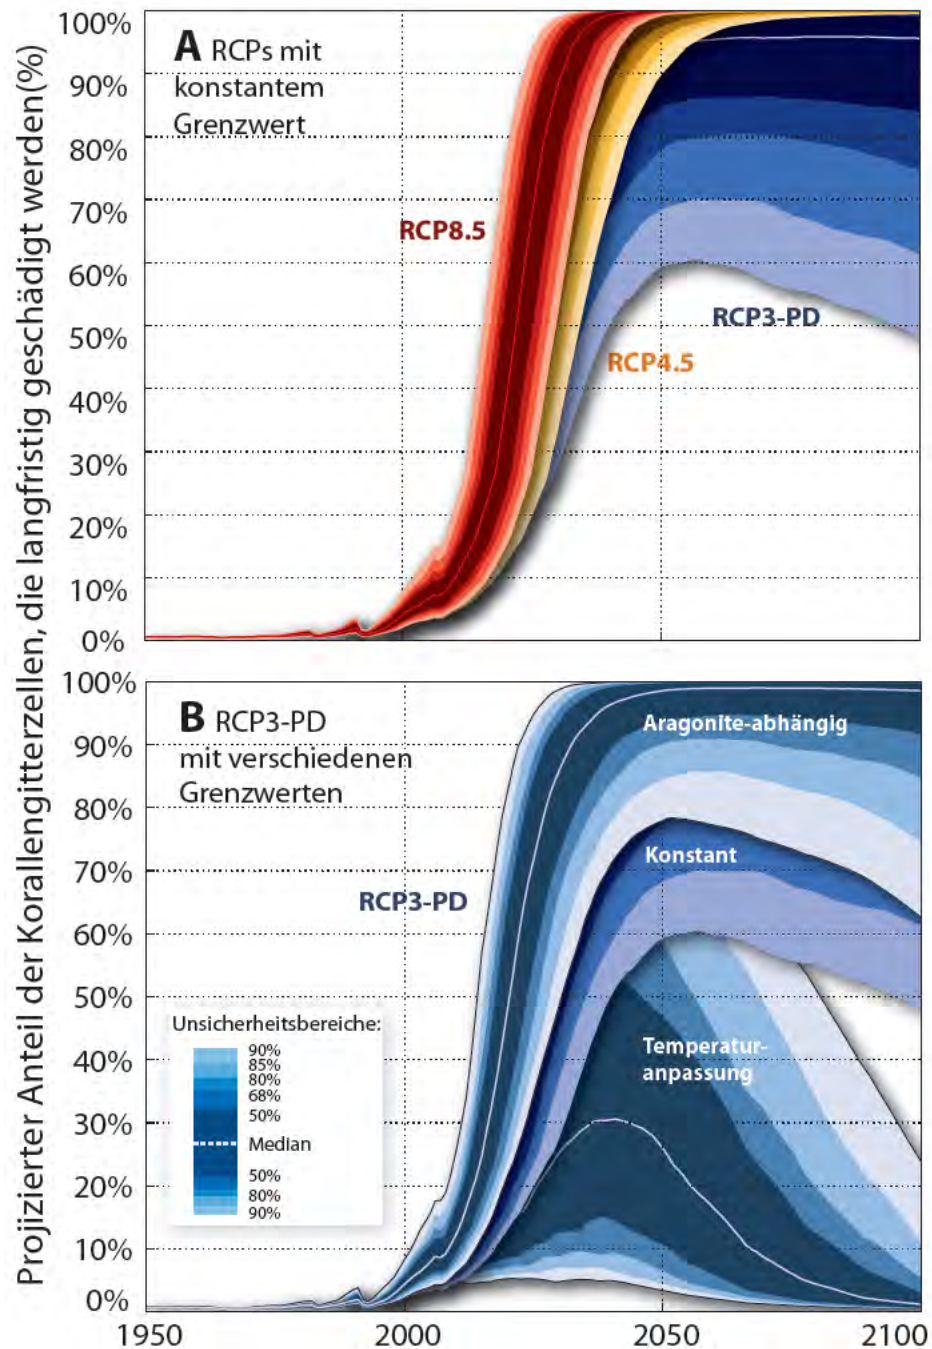 Projizierter Anteil der Korallengitterzellen, die langfristig geschädigt werden(%)
100%
90%
80%
70%
60%
50%
40%
30%
20%
10%
0%
A RCPs mit
konstantem
Grenzwert
RCP8.5
RCP3-PD
RCP4.5
100%
90%
80%
70%
60%
50%
40%
30%
20%
10%
0%
B RCP3-PD
mit verschiedenen
Grenzwerten
Aragonite-abhängig
Konstant
RCP3-PD
Temperatur-
anpassung
Unsicherheitsbereiche:
90%
85%
80%
68%
50%
Median
50%
80%
90%
1950 2000 2050 2100